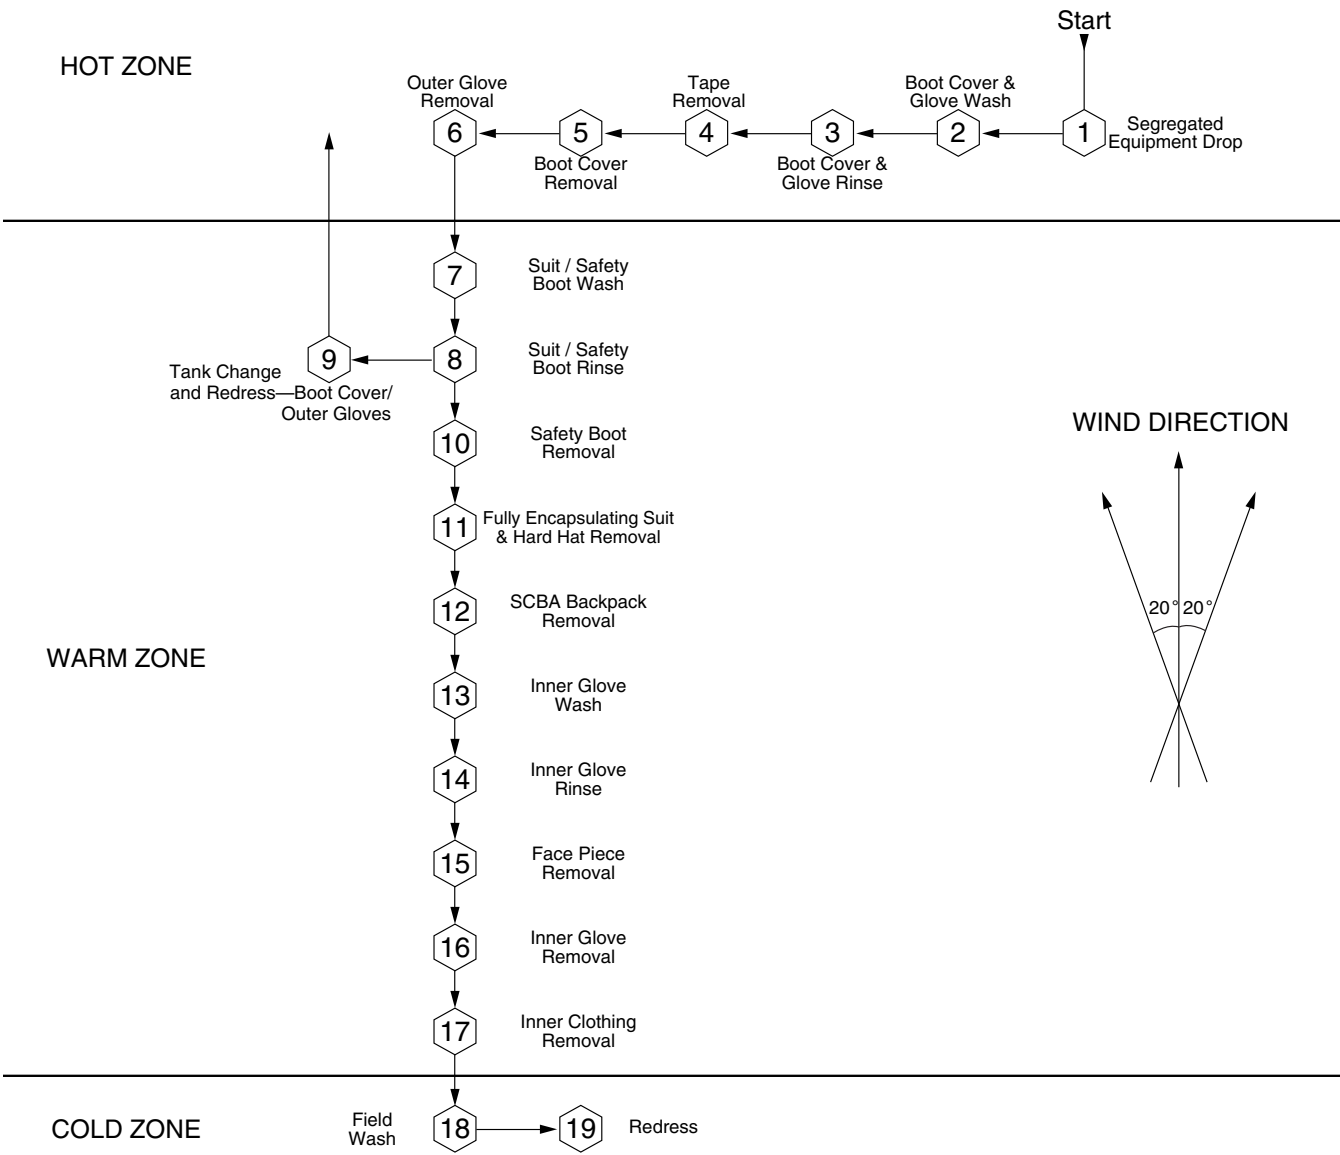 Start
HOT ZONE
Outer Glove
Removal
6
5
Boot Cover
Removal
Tape
Removal
4
3
Boot Cover &
Glove Rinse
Boot Cover &
Glove Wash
2
1
Segregated
Equipment Drop
7
Suit / Safety
Boot Wash
9
Tank Change
and Redress—Boot Cover/
Outer Gloves
8
Suit / Safety
Boot Rinse
10
Safety Boot
Removal
WIND DIRECTION
20° 20°
11
Fully Encapsulating Suit
& Hard Hat Removal
12
SCBA Backpack
Removal
WARM ZONE
13
Inner Glove
Wash
14
Inner Glove
Rinse
15
Face Piece
Removal
16
Inner Glove
Removal
17
Inner Clothing
Removal
COLD ZONE
Field
Wash
18
19
Redress